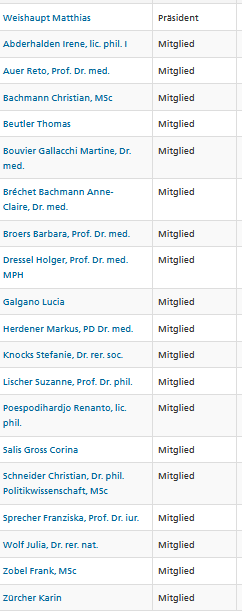 Weishaupt Matthias Präsident
Abderhalden Irene, lic. phil. I Mitglied
Auer Reto, Prof. Dr. med. Mitglied
Bachmann Christian, MSc Mitglied
Beutler Thomas Mitglied
Bouvier Gallacchi Martine, Dr. Mitglied
med.
Bréchet Bachmann Anne- Mitglied
Claire, Dr. med.
Broers Barbara, Prof. Dr. med. Mitglied
Dressel Holger, Prof. Dr. med. Mitglied
MPH
Galgano Lucia Mitglied
Herdener Markus, PD Dr. med. Mitglied
Knocks Stefanie, Dr. rer. soc. Mitglied
Lischer Suzanne, Prof. Dr. phil. Mitglied
Poespodihardjo Renanto, lic. Mitglied
phil.
Salis Gross Corina Mitglied
Schneider Christian, Dr. phil. Mitglied
Politikwissenschaft, MSc
Sprecher Franziska, Prof. Dr. iur. Mitglied
Wolf Julia, Dr. rer. nat. Mitglied
Zobel Frank, MSc Mitglied
Zürcher Karin Mitglied